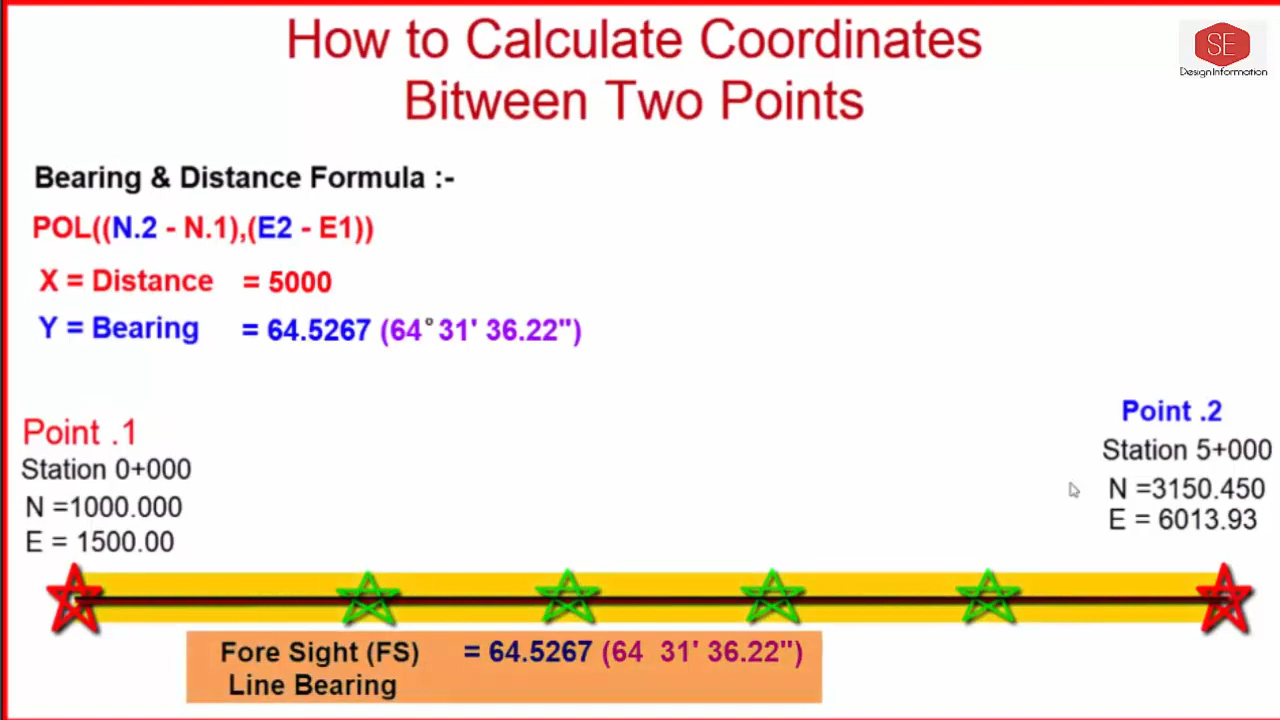 How to Calculate Coordinates
Bitween Two Points
SE
Design Information
Bearing & Distance Formula :-
POL((N.2 - N.1),(E2 - E1))
X = Distance = 5000
Y = Bearing = 64.5267 (64° 31' 36.22")
Point .1
Station 0+000
N =1000.000
E = 1500.00
Point .2
Station 5+000
N =3150.450
E = 6013.93
Fore Sight (FS) = 64.5267 (64 31' 36.22")
Line Bearing